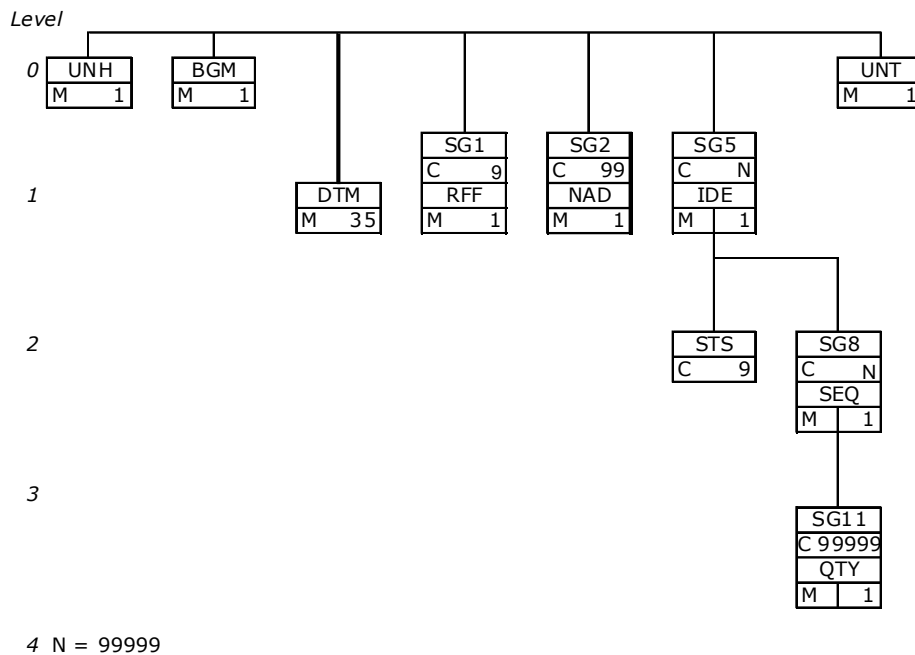 Level
0 UNH BGM UNT
M 1 M 1 M 1
SG1 SG2 SG5
C 9 C 99 C N
1 DTM RFF NAD IDE
M 35 M 1 M 1 M 1
2 STS SG8
C 9 C N
SEQ
M 1
3
SG11
C 99999
QTY
M 1
4 N = 99999